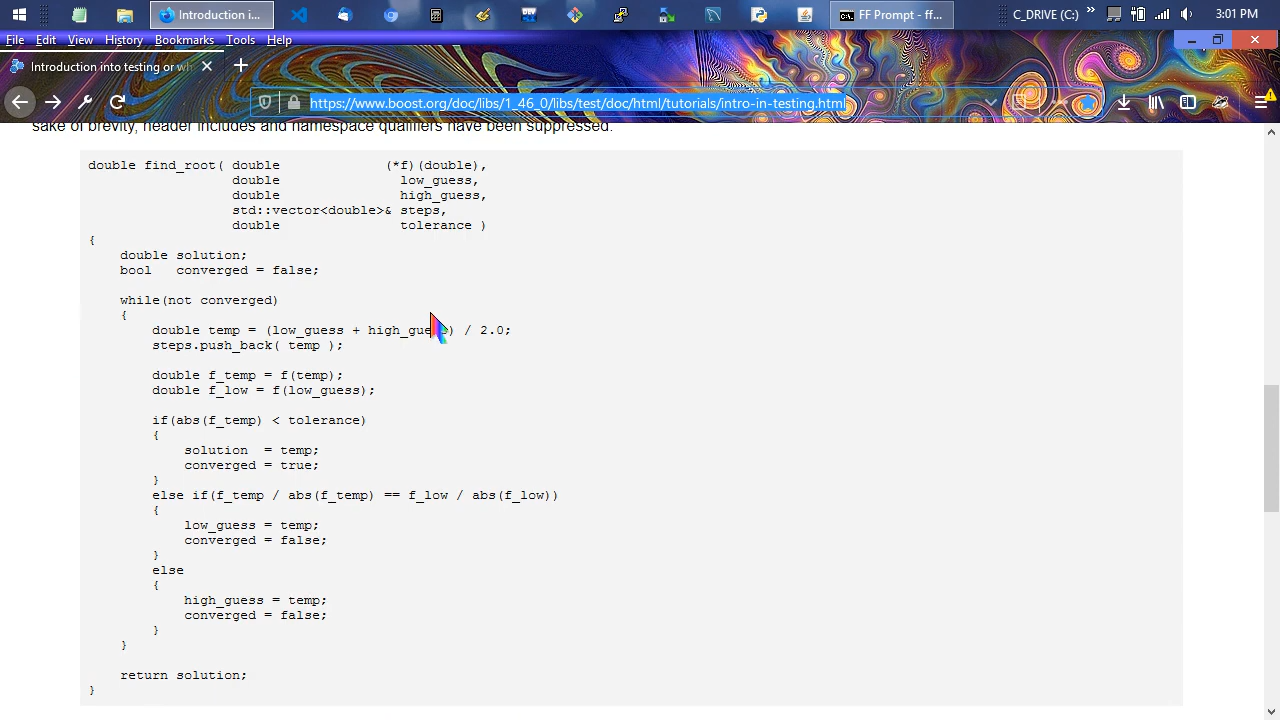 Introduction i...
FF Prompt - ff...
C_DRIVE (C:)
»
3:01 PM
File Edit View History Bookmarks Tools Help
Introduction into testing or wh
https://www.boost.org/doc/libs/1_46_0/libs/test/doc/html/tutorials/intro-in-testing.html
sake of brevity, header includes and namespace qualifiers have been suppressed.
double find_root( double             (*f)(double),
                  double               low_guess,
                  double               high_guess,
                  std::vector<double>& steps,
                  double               tolerance )
{
    double solution;
    bool   converged = false;
    while(not converged)
    {
        double temp = (low_guess + high_guess) / 2.0;
        steps.push_back( temp );
        double f_temp = f(temp);
        double f_low = f(low_guess);
        if(abs(f_temp) < tolerance)
        {
            solution  = temp;
            converged = true;
        }
        else if(f_temp / abs(f_temp) == f_low / abs(f_low))
        {
            low_guess = temp;
            converged = false;
        }
        else
        {
            high_guess = temp;
            converged = false;
        }
    }
    return solution;
}